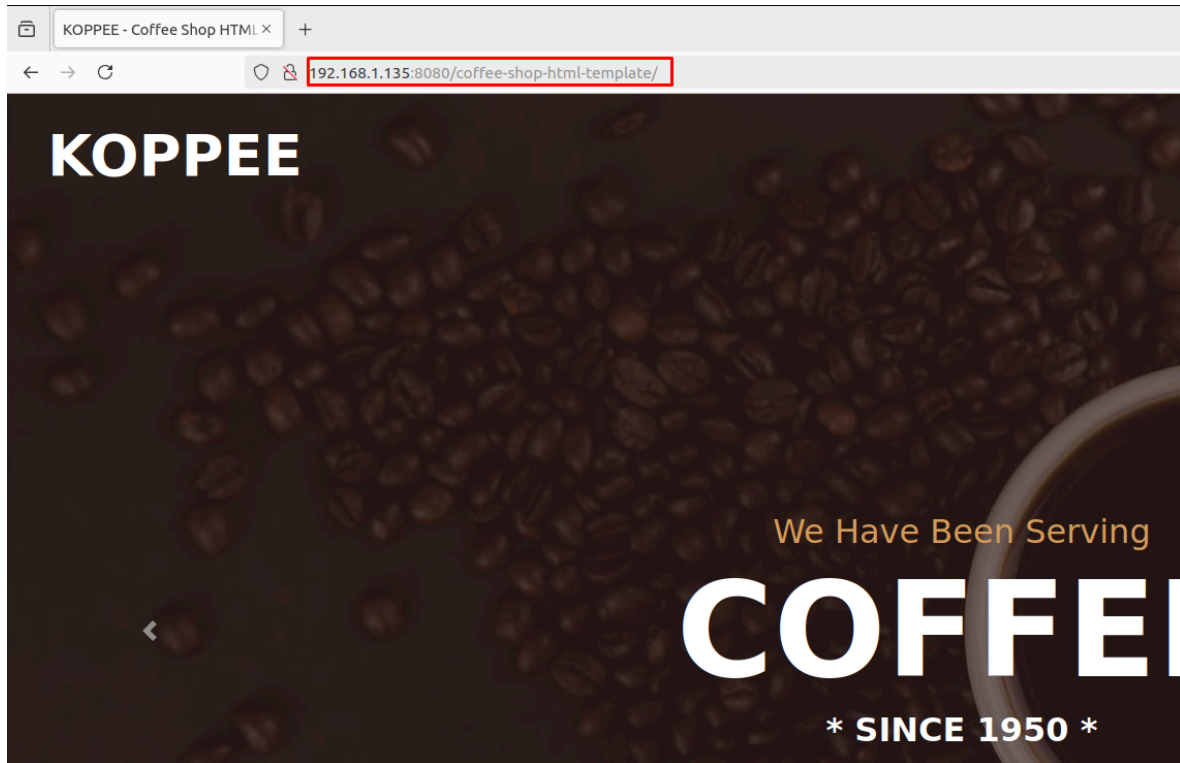 KOPPEE - Coffee Shop HTML
192.168.1.135:8080/coffee-shop-html-template/
KOPPEE
We Have Been Serving
COFFE
* SINCE 1950 *